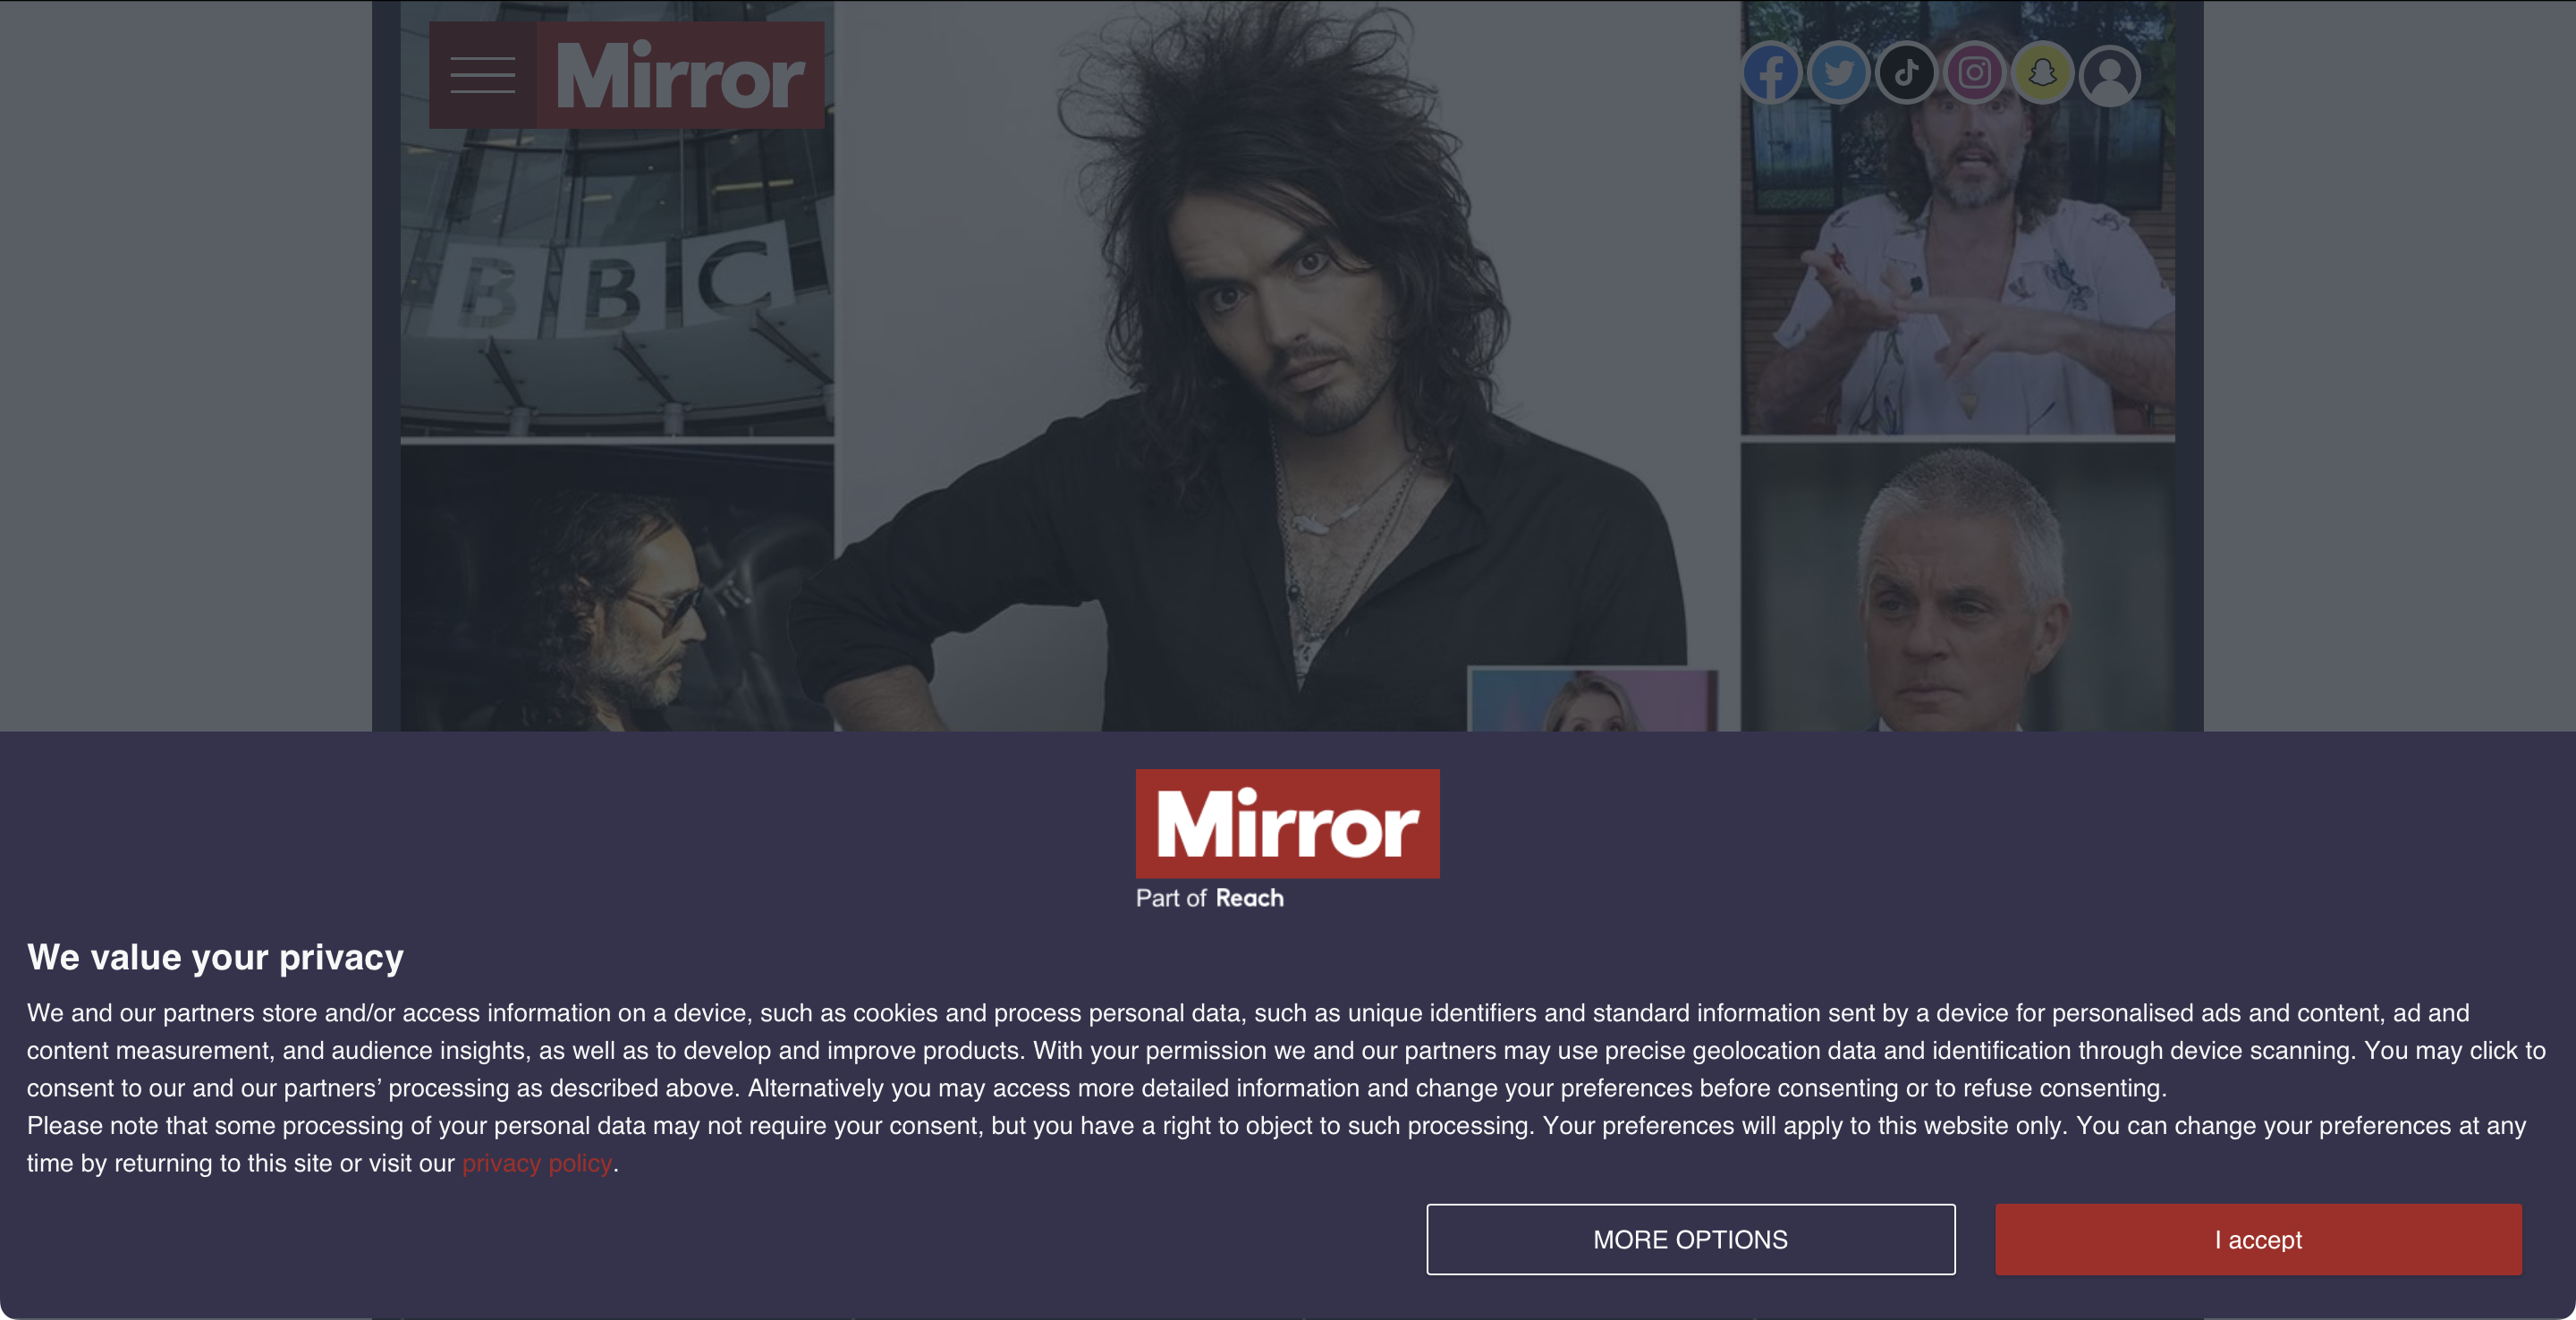 Mirror
BBC
Mirror
Part of Reach
We value your privacy
We and our partners store and/or access information on a device, such as cookies and process personal data, such as unique identifiers and standard information sent by a device for personalised ads and content, ad and
content measurement, and audience insights, as well as to develop and improve products. With your permission we and our partners may use precise geolocation data and identification through device scanning. You may click to
consent to our and our partners’ processing as described above. Alternatively you may access more detailed information and change your preferences before consenting or to refuse consenting.
Please note that some processing of your personal data may not require your consent, but you have a right to object to such processing. Your preferences will apply to this website only. You can change your preferences at any
time by returning to this site or visit our privacy policy.
MORE OPTIONS
I accept